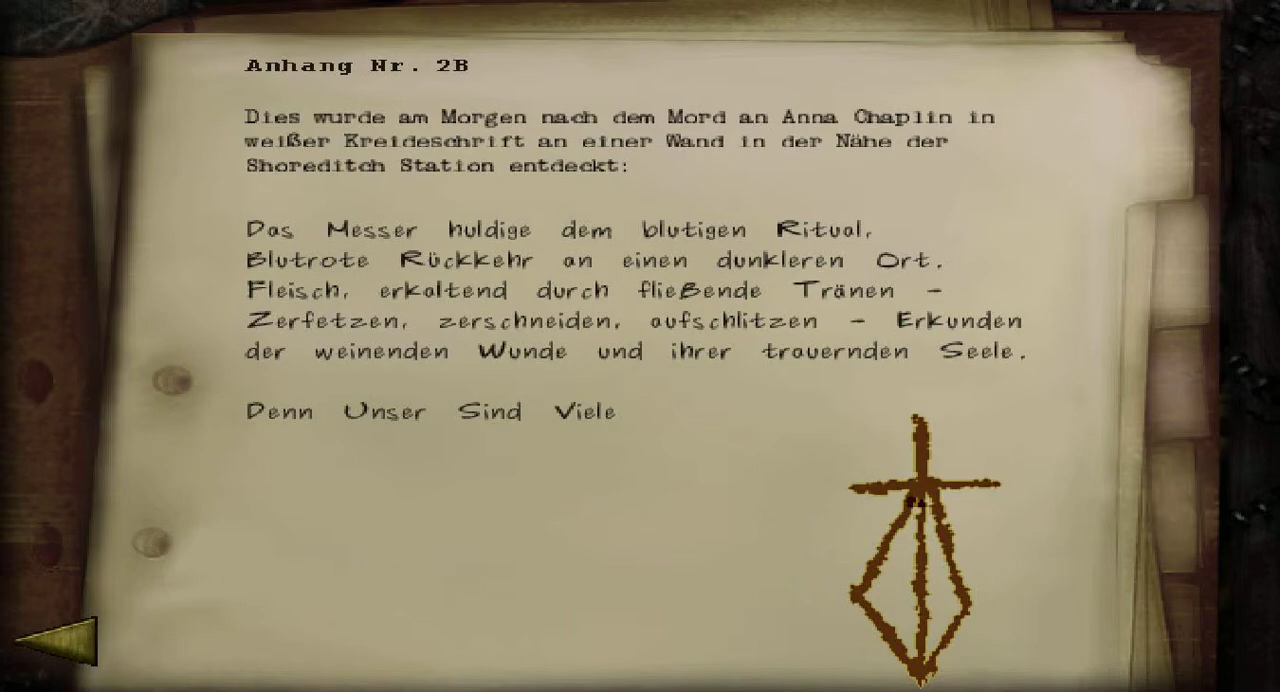 Anhang Nr. 2B
Dies wurde am Morgen nach dem Mord an Anna Chaplin in
weißer Kreideschrift an einer Wand in der Nähe der
Shoreditch Station entdeckt:
Das Messer huldige dem blutigen Ritual,
Blutrote Rückkehr an einen dunkleren Ort.
Fleisch, erkaltend durch fließende Tränen –
Zerfetzen, zerschneiden, aufschlitzen – Erkunden
der weinenden Wunde und ihrer trauernden Seele.
Denn Unser Sind Viele